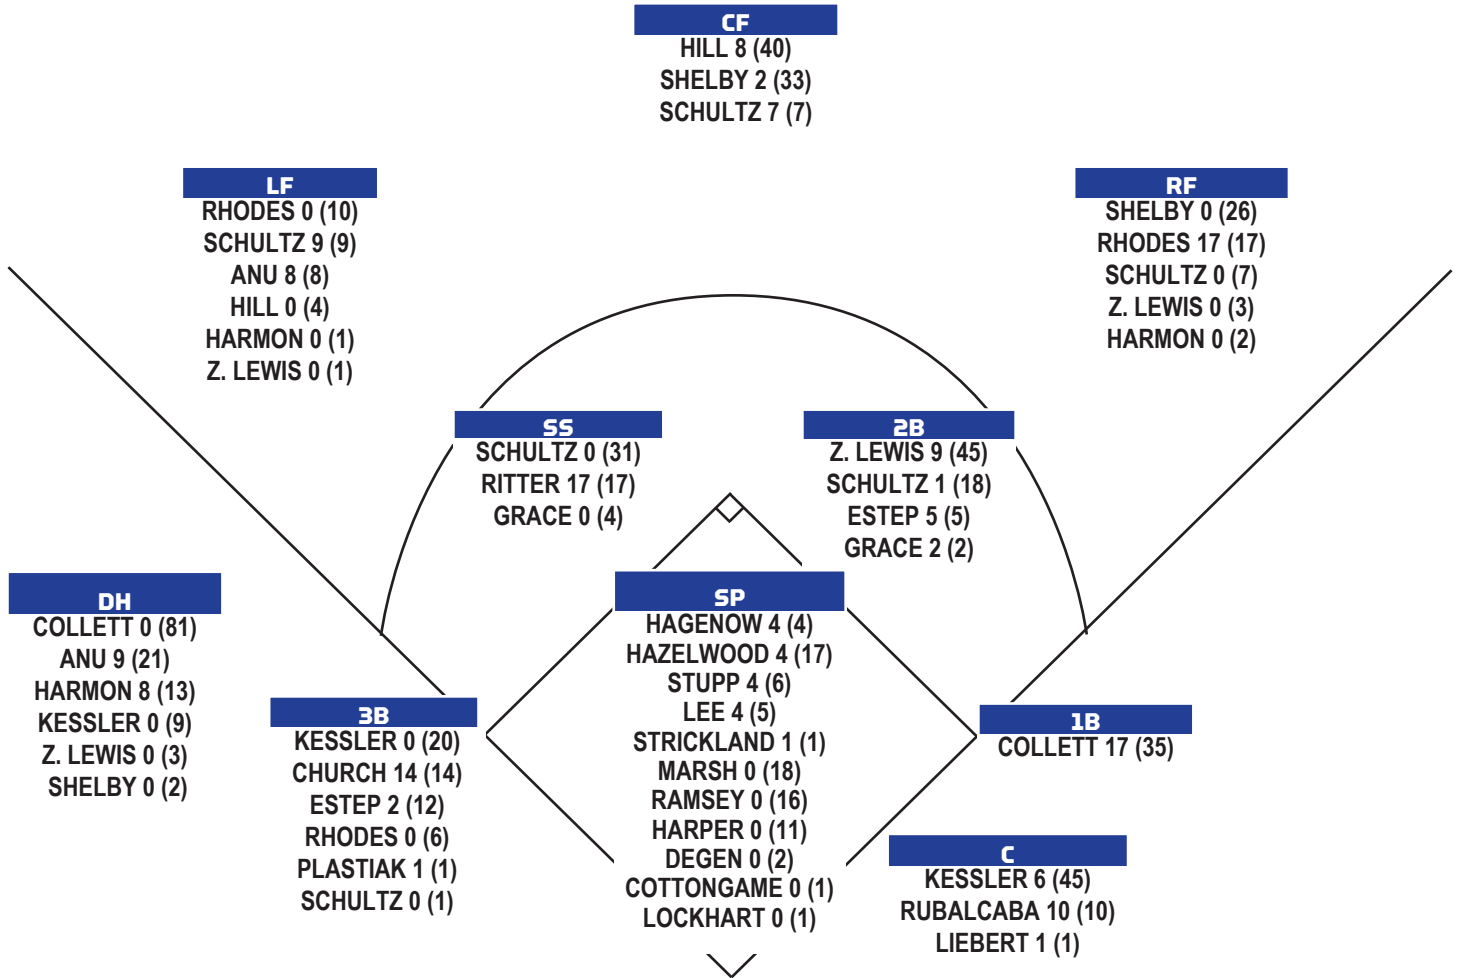 CF
HILL 8 (40)
SHELBY 2 (33)
SCHULTZ 7 (7)
LF
RHODES 0 (10)
SCHULTZ 9 (9)
ANU 8 (8)
HILL 0 (4)
HARMON 0 (1)
Z. LEWIS 0 (1)
RF
SHELBY 0 (26)
RHODES 17 (17)
SCHULTZ 0 (7)
Z. LEWIS 0 (3)
HARMON 0 (2)
SS
SCHULTZ 0 (31)
RITTER 17 (17)
GRACE 0 (4)
2B
Z. LEWIS 9 (45)
SCHULTZ 1 (18)
ESTEP 5 (5)
GRACE 2 (2)
DH
COLLETT 0 (81)
ANU 9 (21)
HARMON 8 (13)
KESSLER 0 (9)
Z. LEWIS 0 (3)
SHELBY 0 (2)
3B
KESSLER 0 (20)
CHURCH 14 (14)
ESTEP 2 (12)
RHODES 0 (6)
PLASTIAK 1 (1)
SCHULTZ 0 (1)
SP
HAGENOW 4 (4)
HAZELWOOD 4 (17)
STUPP 4 (6)
LEE 4 (5)
STRICKLAND 1 (1)
MARSH 0 (18)
RAMSEY 0 (16)
HARPER 0 (11)
DEGEN 0 (2)
COTTONGAME 0 (1)
LOCKHART 0 (1)
1B
COLLETT 17 (35)
C
KESSLER 6 (45)
RUBALCABA 10 (10)
LIEBERT 1 (1)